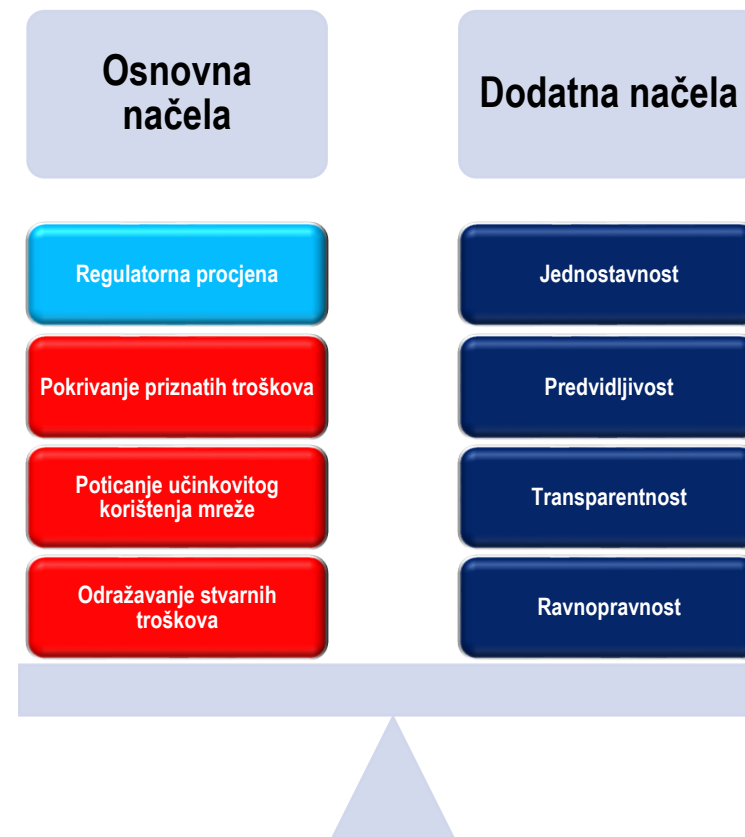 Osnovna
načela
Regulatorna procjena
Pokrivanje priznatih troškova
Poticanje učinkovitog
korištenja mreže
Odražavanje stvarnih
troškova
Dodatna načela
Jednostavnost
Predvidljivost
Transparentnost
Ravnopravnost